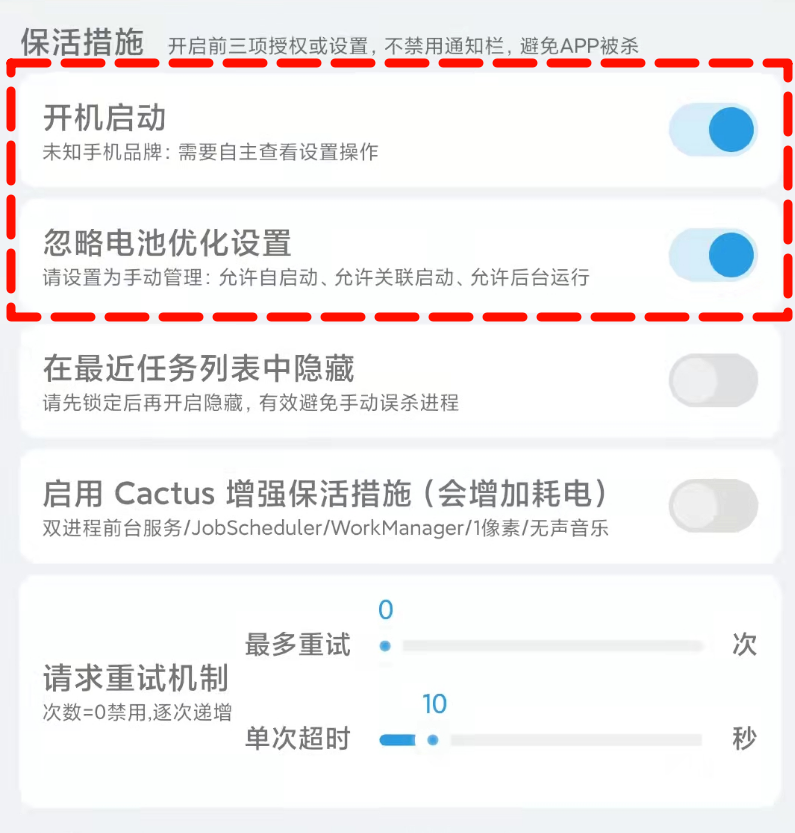 保活措施 开启前三项授权或设置，不禁用通知栏，避免APP被杀
开机启动
未知手机品牌：需要自主查看设置操作
忽略电池优化设置
请设置为手动管理：允许自启动、允许关联启动、允许后台运行
在最近任务列表中隐藏
请先锁定后再开启隐藏，有效避免手动误杀进程
启用 Cactus 增强保活措施（会增加耗电）
双进程前台服务/JobScheduler/WorkManager/1像素/无声音乐
0
最多重试 次
请求重试机制
次数=0禁用,逐次递增
10
单次超时 秒